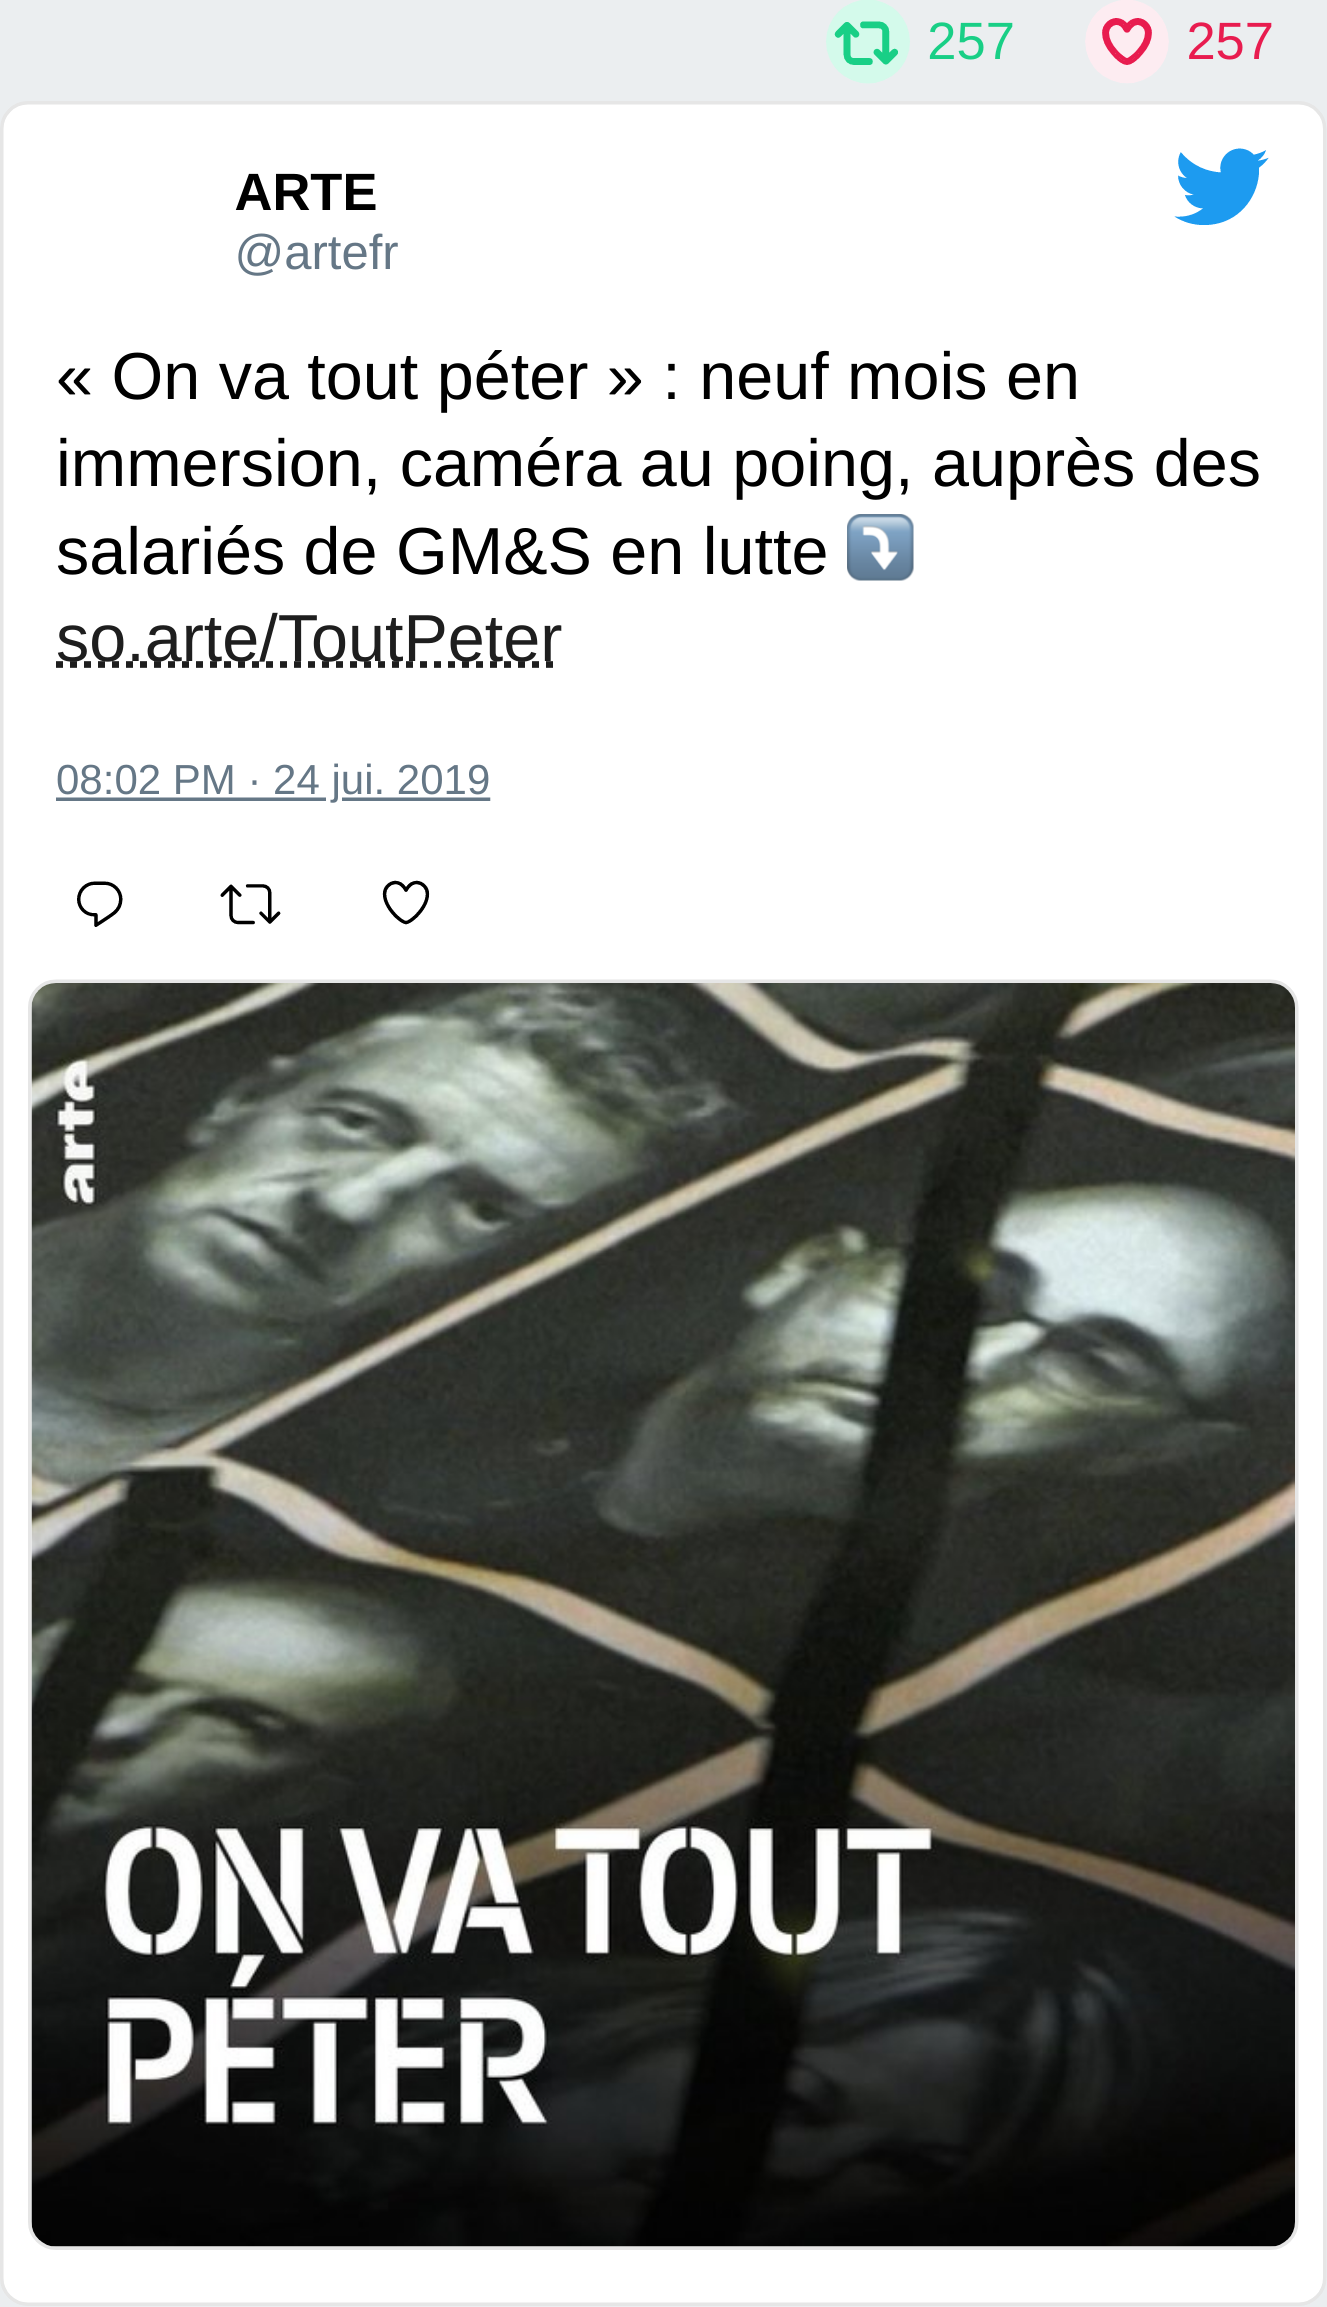 257 257
ARTE
@artefr
« On va tout péter » : neuf mois en
immersion, caméra au poing, auprès des
salariés de GM&S en lutte ⤵️
so.arte/ToutPeter
08:02 PM · 24 jui. 2019
arte
ON VA TOUT
PÉTER